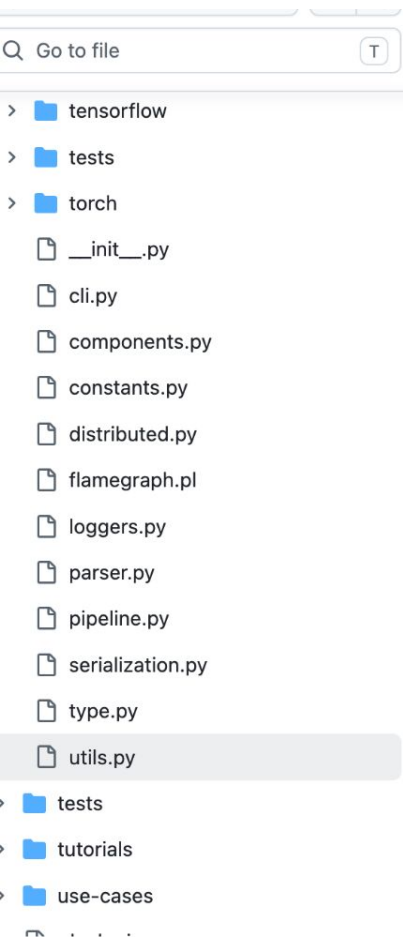 Go to file T
tensorflow
tests
torch
__init__.py
cli.py
components.py
constants.py
distributed.py
flamegraph.pl
loggers.py
parser.py
pipeline.py
serialization.py
type.py
utils.py
tests
tutorials
use-cases